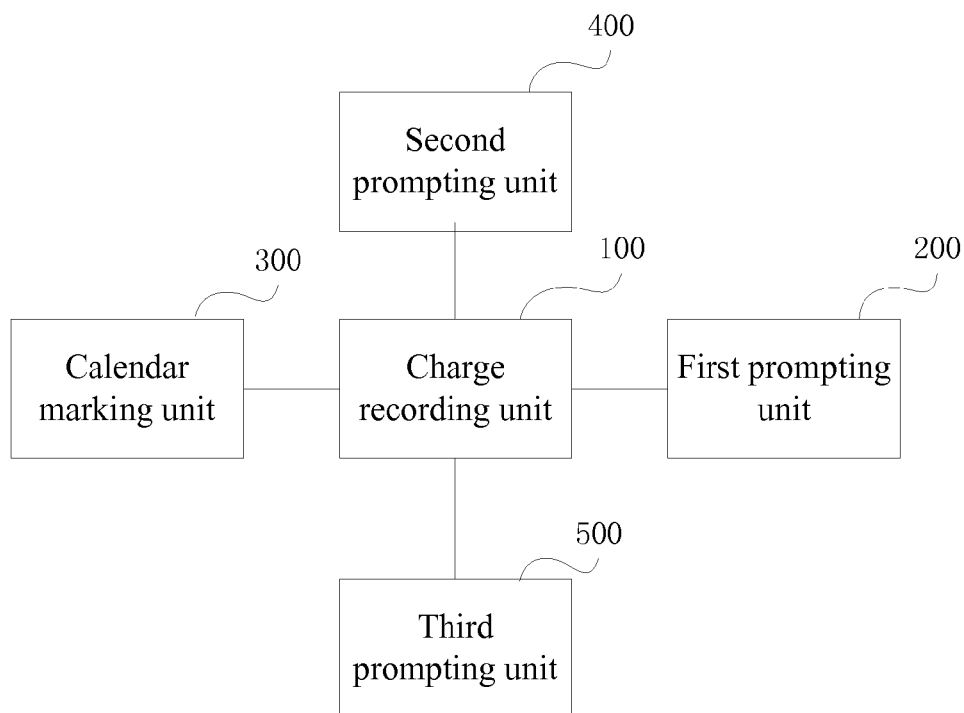 400
Second
prompting unit
300
100
200
Calendar
marking unit
Charge
recording unit
First prompting
unit
500
Third
prompting unit